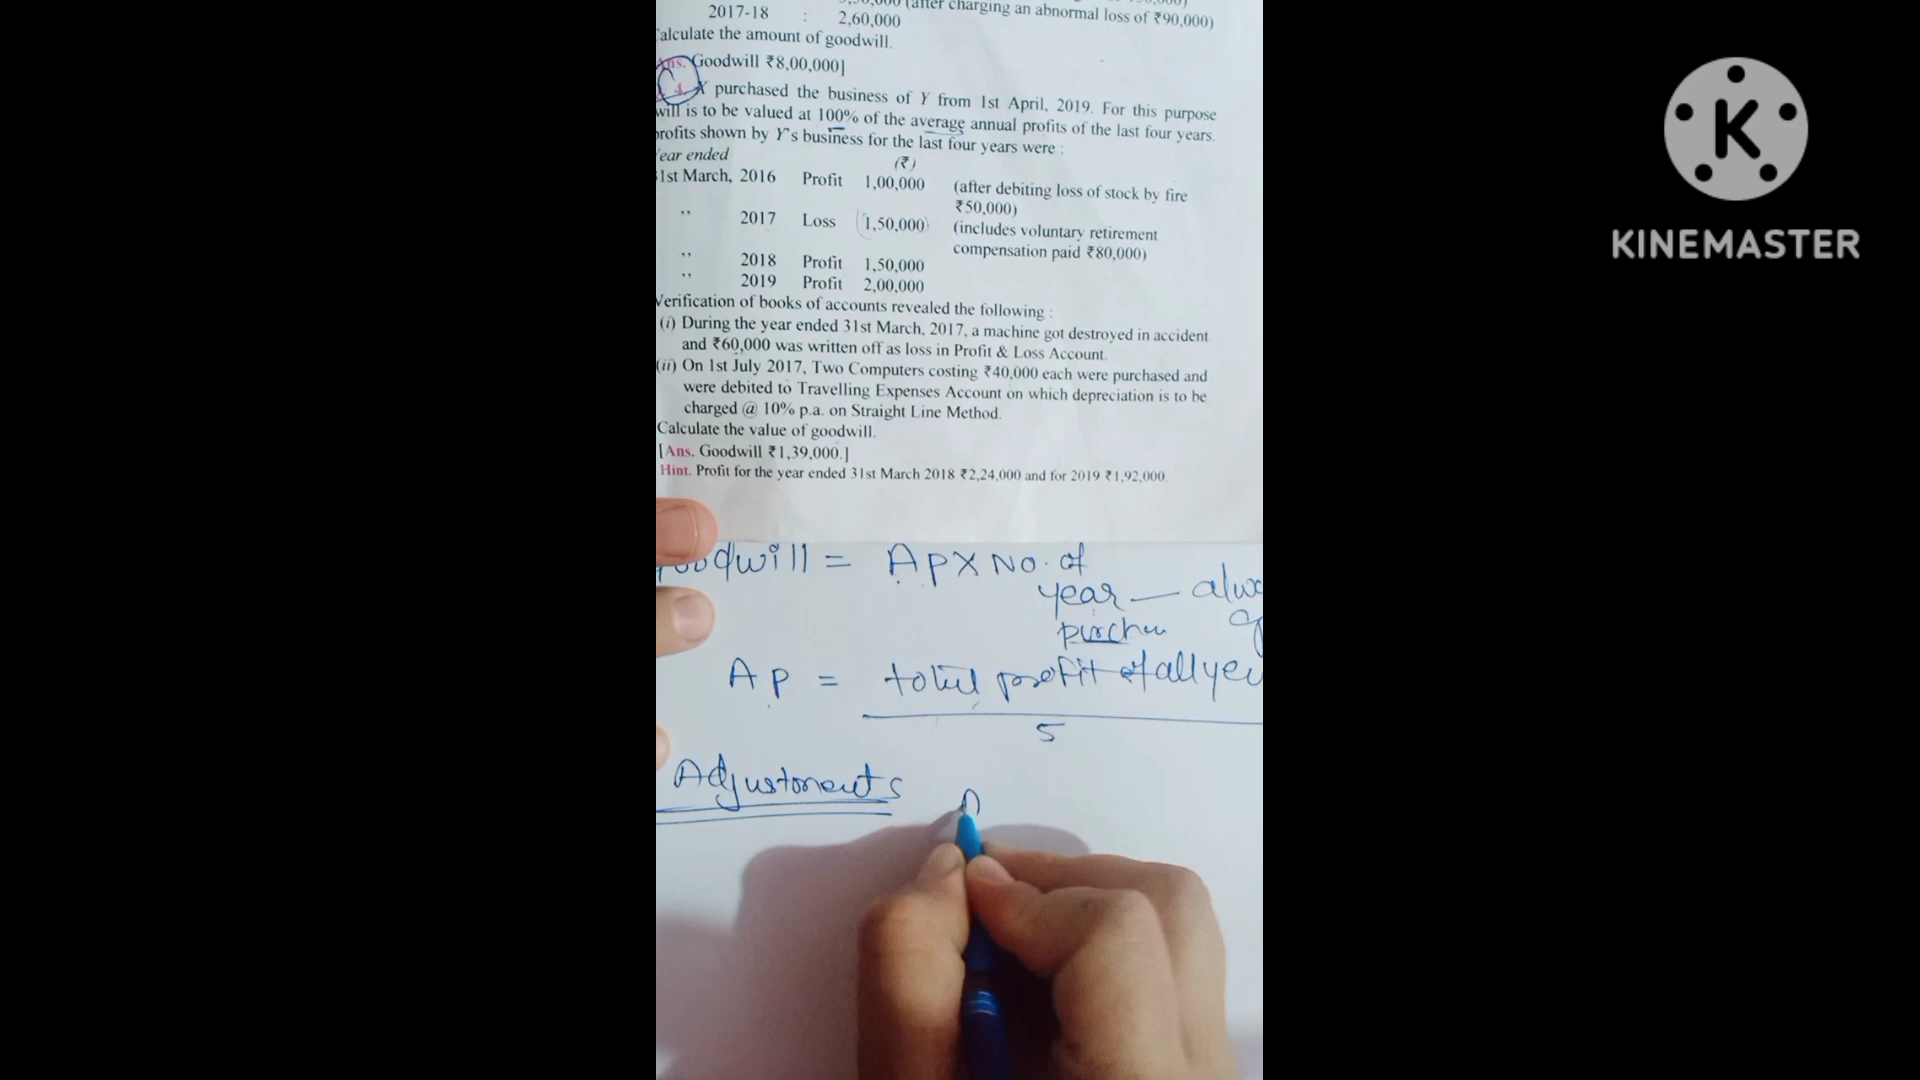 (after charging an abnormal loss of ₹90,000)
2017-18 : 2,60,000
alculate the amount of goodwill.
Ans. Goodwill ₹8,00,000]
4. X purchased the business of Y from 1st April, 2019. For this purpose
will is to be valued at 100% of the average annual profits of the last four years.
rofits shown by Y's business for the last four years were :
ear ended (₹)
1st March, 2016 Profit 1,00,000 (after debiting loss of stock by fire
₹50,000)
,, 2017 Loss 1,50,000 (includes voluntary retirement
compensation paid ₹80,000)
,, 2018 Profit 1,50,000
,, 2019 Profit 2,00,000
Verification of books of accounts revealed the following :
(i) During the year ended 31st March, 2017, a machine got destroyed in accident
and ₹60,000 was written off as loss in Profit & Loss Account.
(ii) On 1st July 2017, Two Computers costing ₹40,000 each were purchased and
were debited to Travelling Expenses Account on which depreciation is to be
charged @ 10% p.a. on Straight Line Method.
Calculate the value of goodwill.
[Ans. Goodwill ₹1,39,000.]
Hint. Profit for the year ended 31st March 2018 ₹2,24,000 and for 2019 ₹1,92,000.
oodwill = AP X No. of
year — alwa
purchase
AP = total profit of all yea
5
Adjustments
KINEMASTER